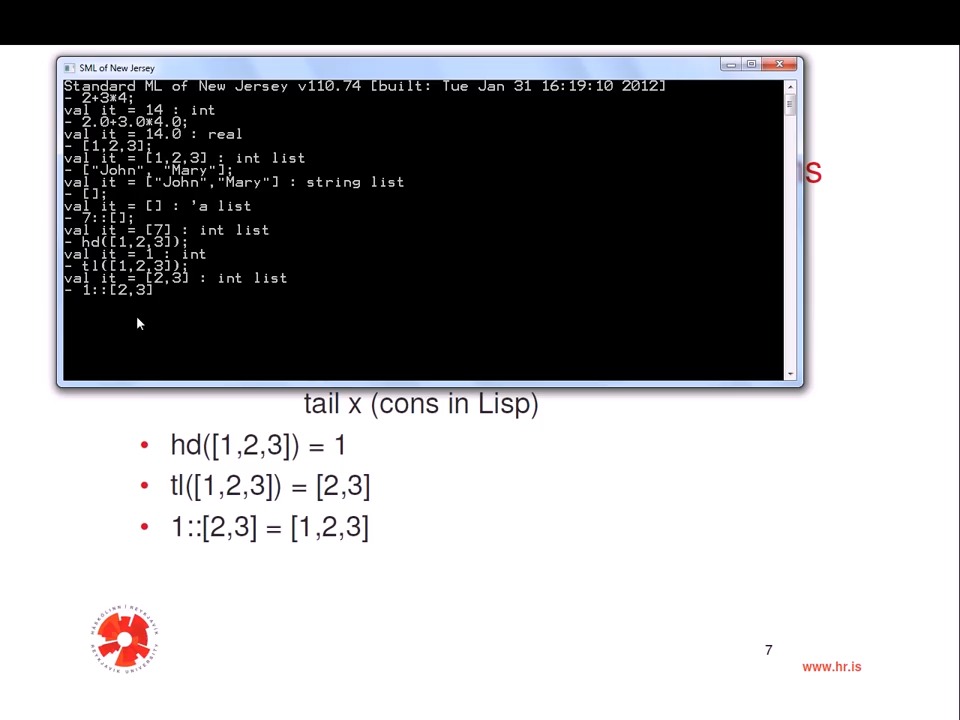 SML of New Jersey
Standard ML of New Jersey v110.74 [built: Tue Jan 31 16:19:10 2012]
- 2+3*4;
val it = 14 : int
- 2.0+3.0*4.0;
val it = 14.0 : real
- [1,2,3];
val it = [1,2,3] : int list
- ["John", "Mary"];
val it = ["John","Mary"] : string list
- [];
val it = [] : 'a list
- 7::[];
val it = [7] : int list
- hd([1,2,3]);
val it = 1 : int
- tl([1,2,3]);
val it = [2,3] : int list
- 1::[2,3]
s
tail x (cons in Lisp)
• hd([1,2,3]) = 1
• tl([1,2,3]) = [2,3]
• 1::[2,3] = [1,2,3]
HÁSKÓLINN Í REYKJAVÍK
REYKJAVIK UNIVERSITY
7
www.hr.is